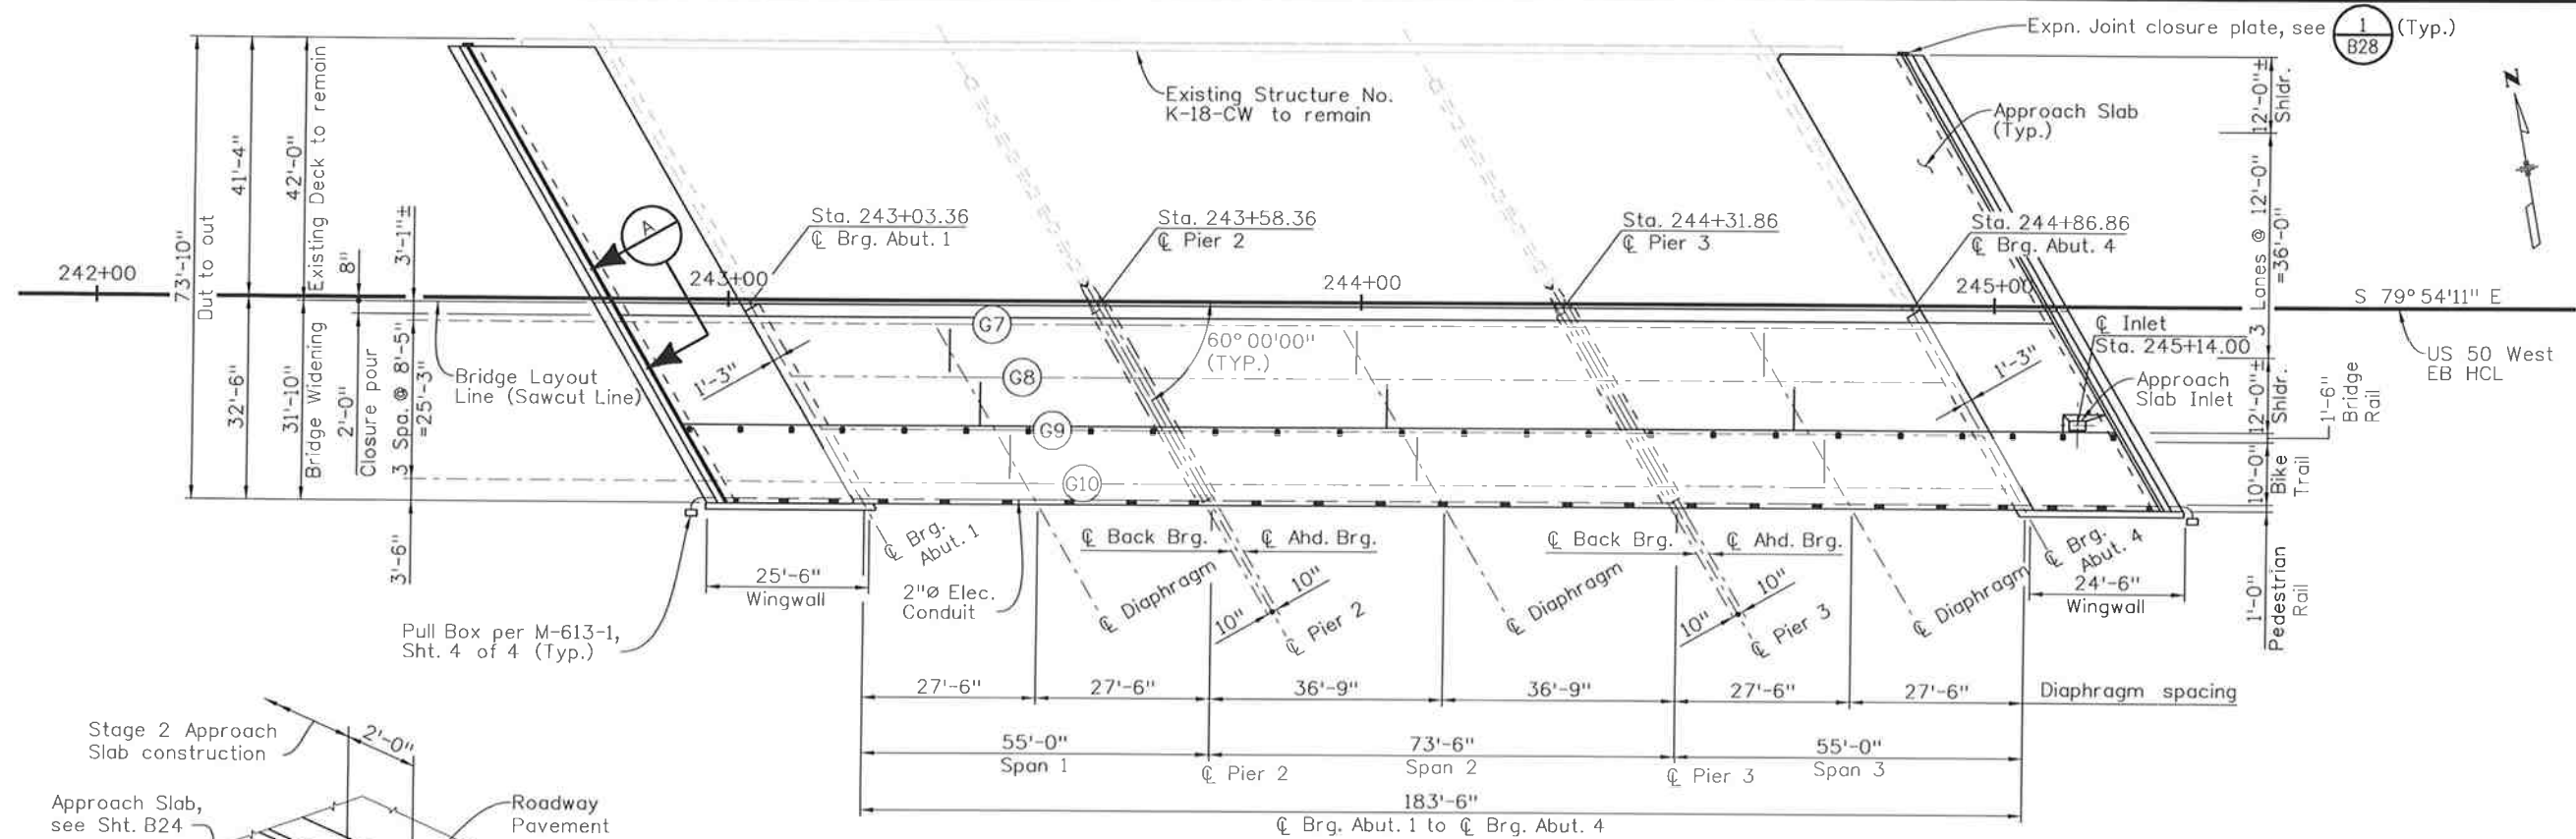 Expn. Joint closure plate, see 1 B28 (Typ.)
Existing Structure No.
K-18-CW to remain
Approach Slab
(Typ.)
N
73'-10"
Out to out
41'-4"
42'-0"
Existing Deck to remain
8"
3'-1"±
32'-6"
31'-10"
Bridge Widening
2'-0"
Closure pour
3 Spa. @ 8'-5"
=25'-3"
3'-6"
12'-0"±
Shldr.
3 Lanes @ 12'-0"
=36'-0"
12'-0"±
Shldr.
1'-6"
Bridge
Rail
10'-0"
Bike
Trail
1'-0"
Pedestrian
Rail
A
Sta. 243+03.36
℄ Brg. Abut. 1
Sta. 243+58.36
℄ Pier 2
Sta. 244+31.86
℄ Pier 3
Sta. 244+86.86
℄ Brg. Abut. 4
242+00
243+00
244+00
245+00
S 79° 54'11" E
US 50 West
EB HCL
℄ Inlet
Sta. 245+14.00
Approach
Slab Inlet
Bridge Layout
Line (Sawcut Line)
1'-3"
60° 00'00"
(TYP.)
1'-3"
G7
G8
G9
G10
℄ Brg.
Abut. 1
℄ Back Brg.
℄ Ahd. Brg.
℄ Back Brg.
℄ Ahd. Brg.
℄ Brg.
Abut. 4
25'-6"
Wingwall
2"Ø Elec.
Conduit
℄ Diaphragm
10"
10"
℄ Pier 2
℄ Diaphragm
10"
10"
℄ Pier 3
℄ Diaphragm
24'-6"
Wingwall
Pull Box per M-613-1,
Sht. 4 of 4 (Typ.)
27'-6"
27'-6"
36'-9"
36'-9"
27'-6"
27'-6"
Diaphragm spacing
55'-0"
Span 1
℄ Pier 2
73'-6"
Span 2
℄ Pier 3
55'-0"
Span 3
183'-6"
℄ Brg. Abut. 1 to ℄ Brg. Abut. 4
Stage 2 Approach
Slab construction
2'-0"
Approach Slab,
see Sht. B24
Roadway
Pavement